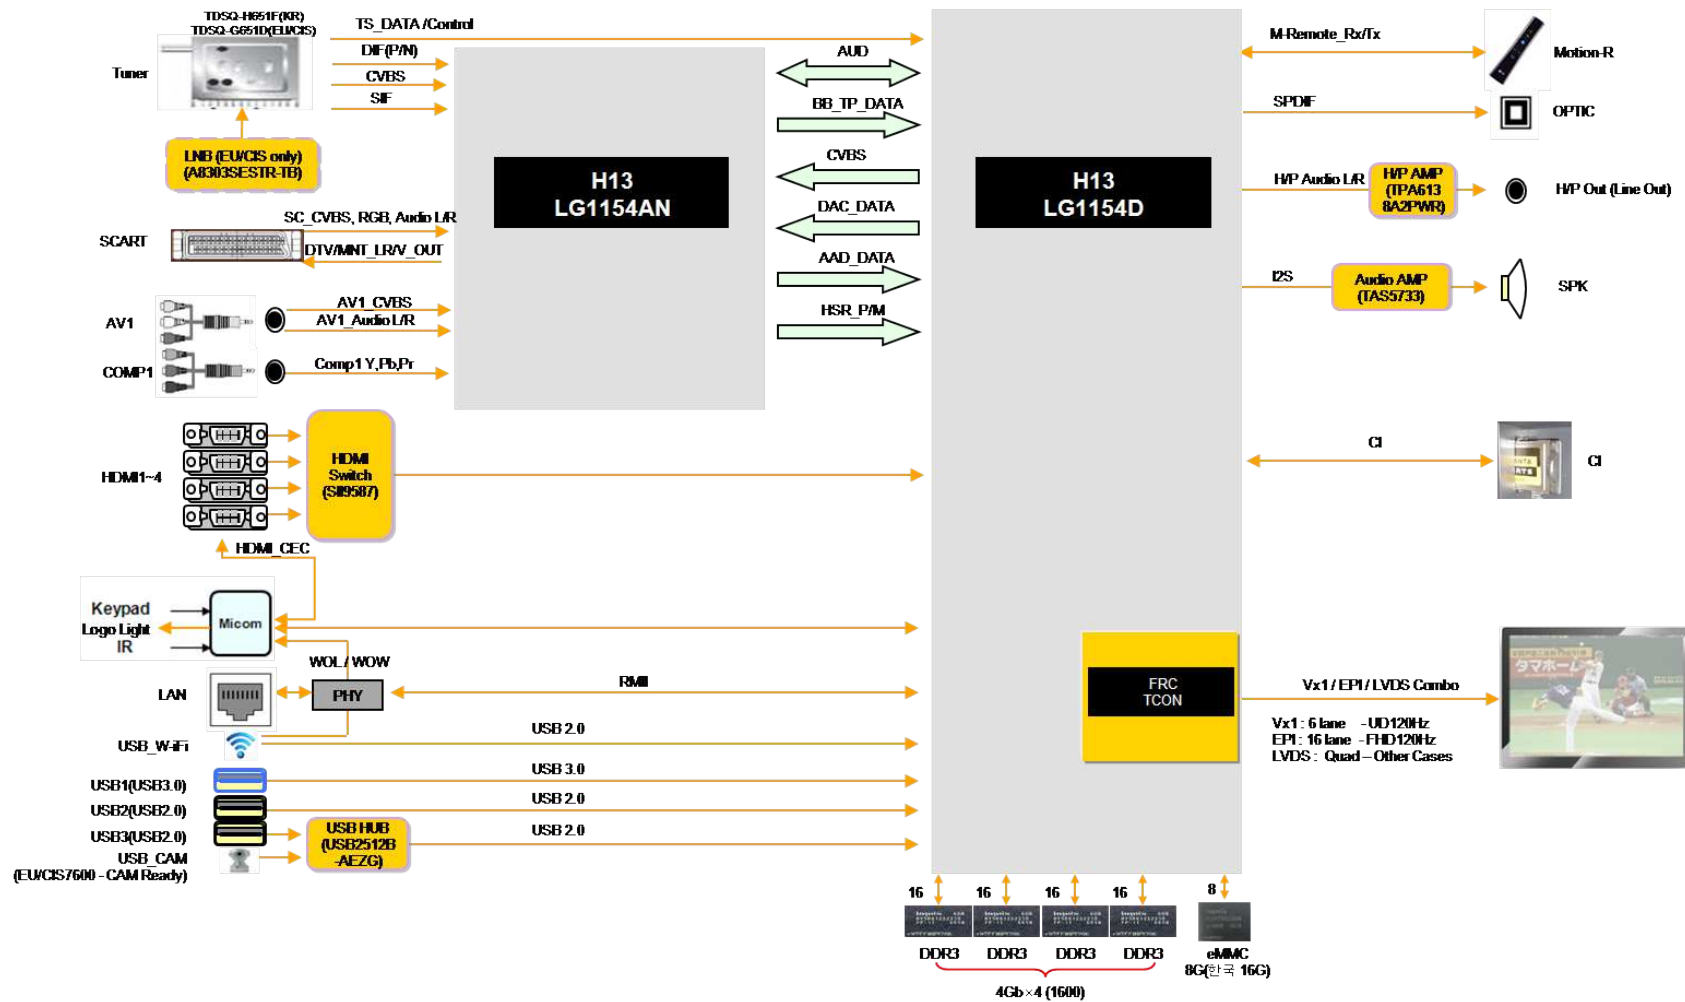 TDSQ-H651F(KR)
TDSQ-G651D(EU/CIS)
Tuner
TS_DATA /Control
DIF(P/N)
CVBS
SIF
LNB (EU/CIS only)
(A8303SESTR-TB)
SCART
SC_CVBS, RGB, Audio L/R
DTV/MNT_LR/V_OUT
AV1
AV1_CVBS
AV1_Audio L/R
COMP1
Comp1 Y,Pb,Pr
H13
LG1154AN
AUD
BB_TP_DATA
CVBS
DAC_DATA
AAD_DATA
HSR_P/M
H13
LG1154D
M-Remote_Rx/Tx
Motion-R
SPDIF
OPTIC
H/P Audio L/R
H/P AMP
(TPA613
8A2PWR)
H/P Out (Line Out)
I2S
Audio AMP
(TAS5733)
SPK
CI
CI
HDMI1~4
HDMI
Switch
(SII9587)
HDMI_CEC
Keypad
Logo Light
IR
Micom
WOL / WOW
LAN
PHY
RMII
USB_W-iFi
USB 2.0
USB1(USB3.0)
USB 3.0
USB2(USB2.0)
USB 2.0
USB3(USB2.0)
USB HUB
(USB2512B
-AEZG)
USB 2.0
USB_CAM
(EU/CIS7600 - CAM Ready)
FRC
TCON
Vx1 / EPI / LVDS Combo
Vx1 : 6 lane - UD120Hz
EPI : 16 lane - FHD120Hz
LVDS : Quad – Other Cases
タマホーム
16
16
16
16
8
DDR3
DDR3
DDR3
DDR3
eMMC
8G(한국 16G)
4Gb ×4 (1600)